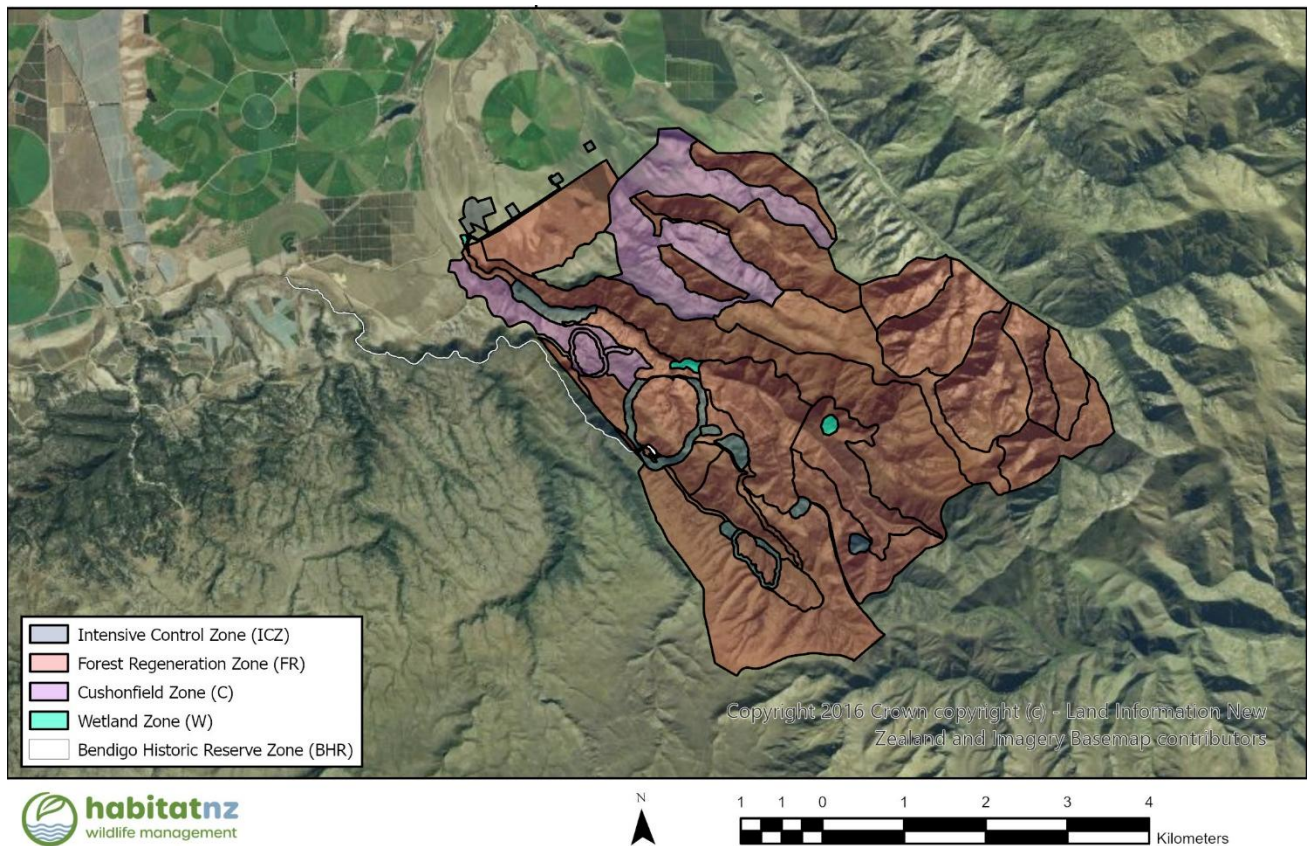 Intensive Control Zone (ICZ)
Forest Regeneration Zone (FR)
Cushonfield Zone (C)
Wetland Zone (W)
Bendigo Historic Reserve Zone (BHR)
Copyright 2016 Crown copyright (c) - Land Information New
Zealand and Imagery Basemap contributors
habitatnz
wildlife management
N
1 1 0 1 2 3 4
Kilometers